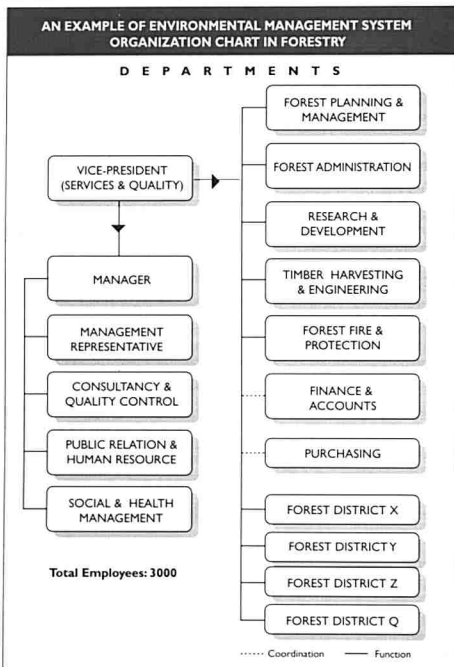 AN EXAMPLE OF ENVIRONMENTAL MANAGEMENT SYSTEM
ORGANIZATION CHART IN FORESTRY
DEPARTMENTS
VICE-PRESIDENT
(SERVICES & QUALITY)
MANAGER
MANAGEMENT
REPRESENTATIVE
CONSULTANCY &
QUALITY CONTROL
PUBLIC RELATION &
HUMAN RESOURCE
SOCIAL & HEALTH
MANAGEMENT
Total Employees: 3000
FOREST PLANNING &
MANAGEMENT
FOREST ADMINISTRATION
RESEARCH &
DEVELOPMENT
TIMBER HARVESTING
& ENGINEERING
FOREST FIRE &
PROTECTION
FINANCE &
ACCOUNTS
PURCHASING
FOREST DISTRICT X
FOREST DISTRICT Y
FOREST DISTRICT Z
FOREST DISTRICT Q
Coordination
Function